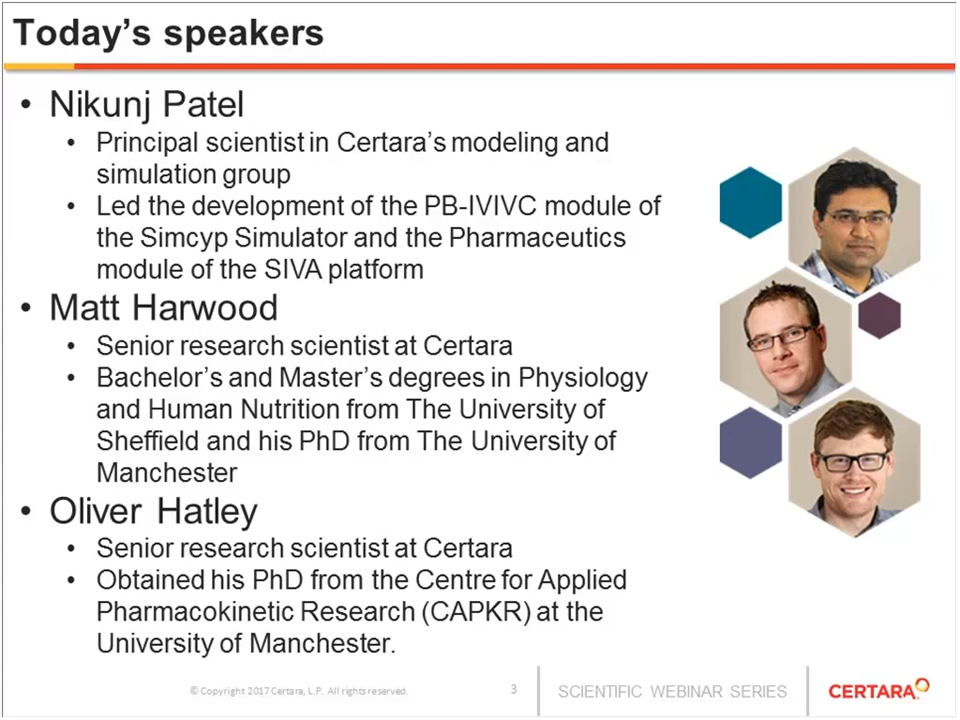 Today's speakers
• Nikunj Patel
• Principal scientist in Certara's modeling and
simulation group
• Led the development of the PB-IVIVC module of
the Simcyp Simulator and the Pharmaceutics
module of the SIVA platform
• Matt Harwood
• Senior research scientist at Certara
• Bachelor's and Master's degrees in Physiology
and Human Nutrition from The University of
Sheffield and his PhD from The University of
Manchester
• Oliver Hatley
• Senior research scientist at Certara
• Obtained his PhD from the Centre for Applied
Pharmacokinetic Research (CAPKR) at the
University of Manchester.
© Copyright 2017 Certara, L.P. All rights reserved.
3
SCIENTIFIC WEBINAR SERIES
CERTARA